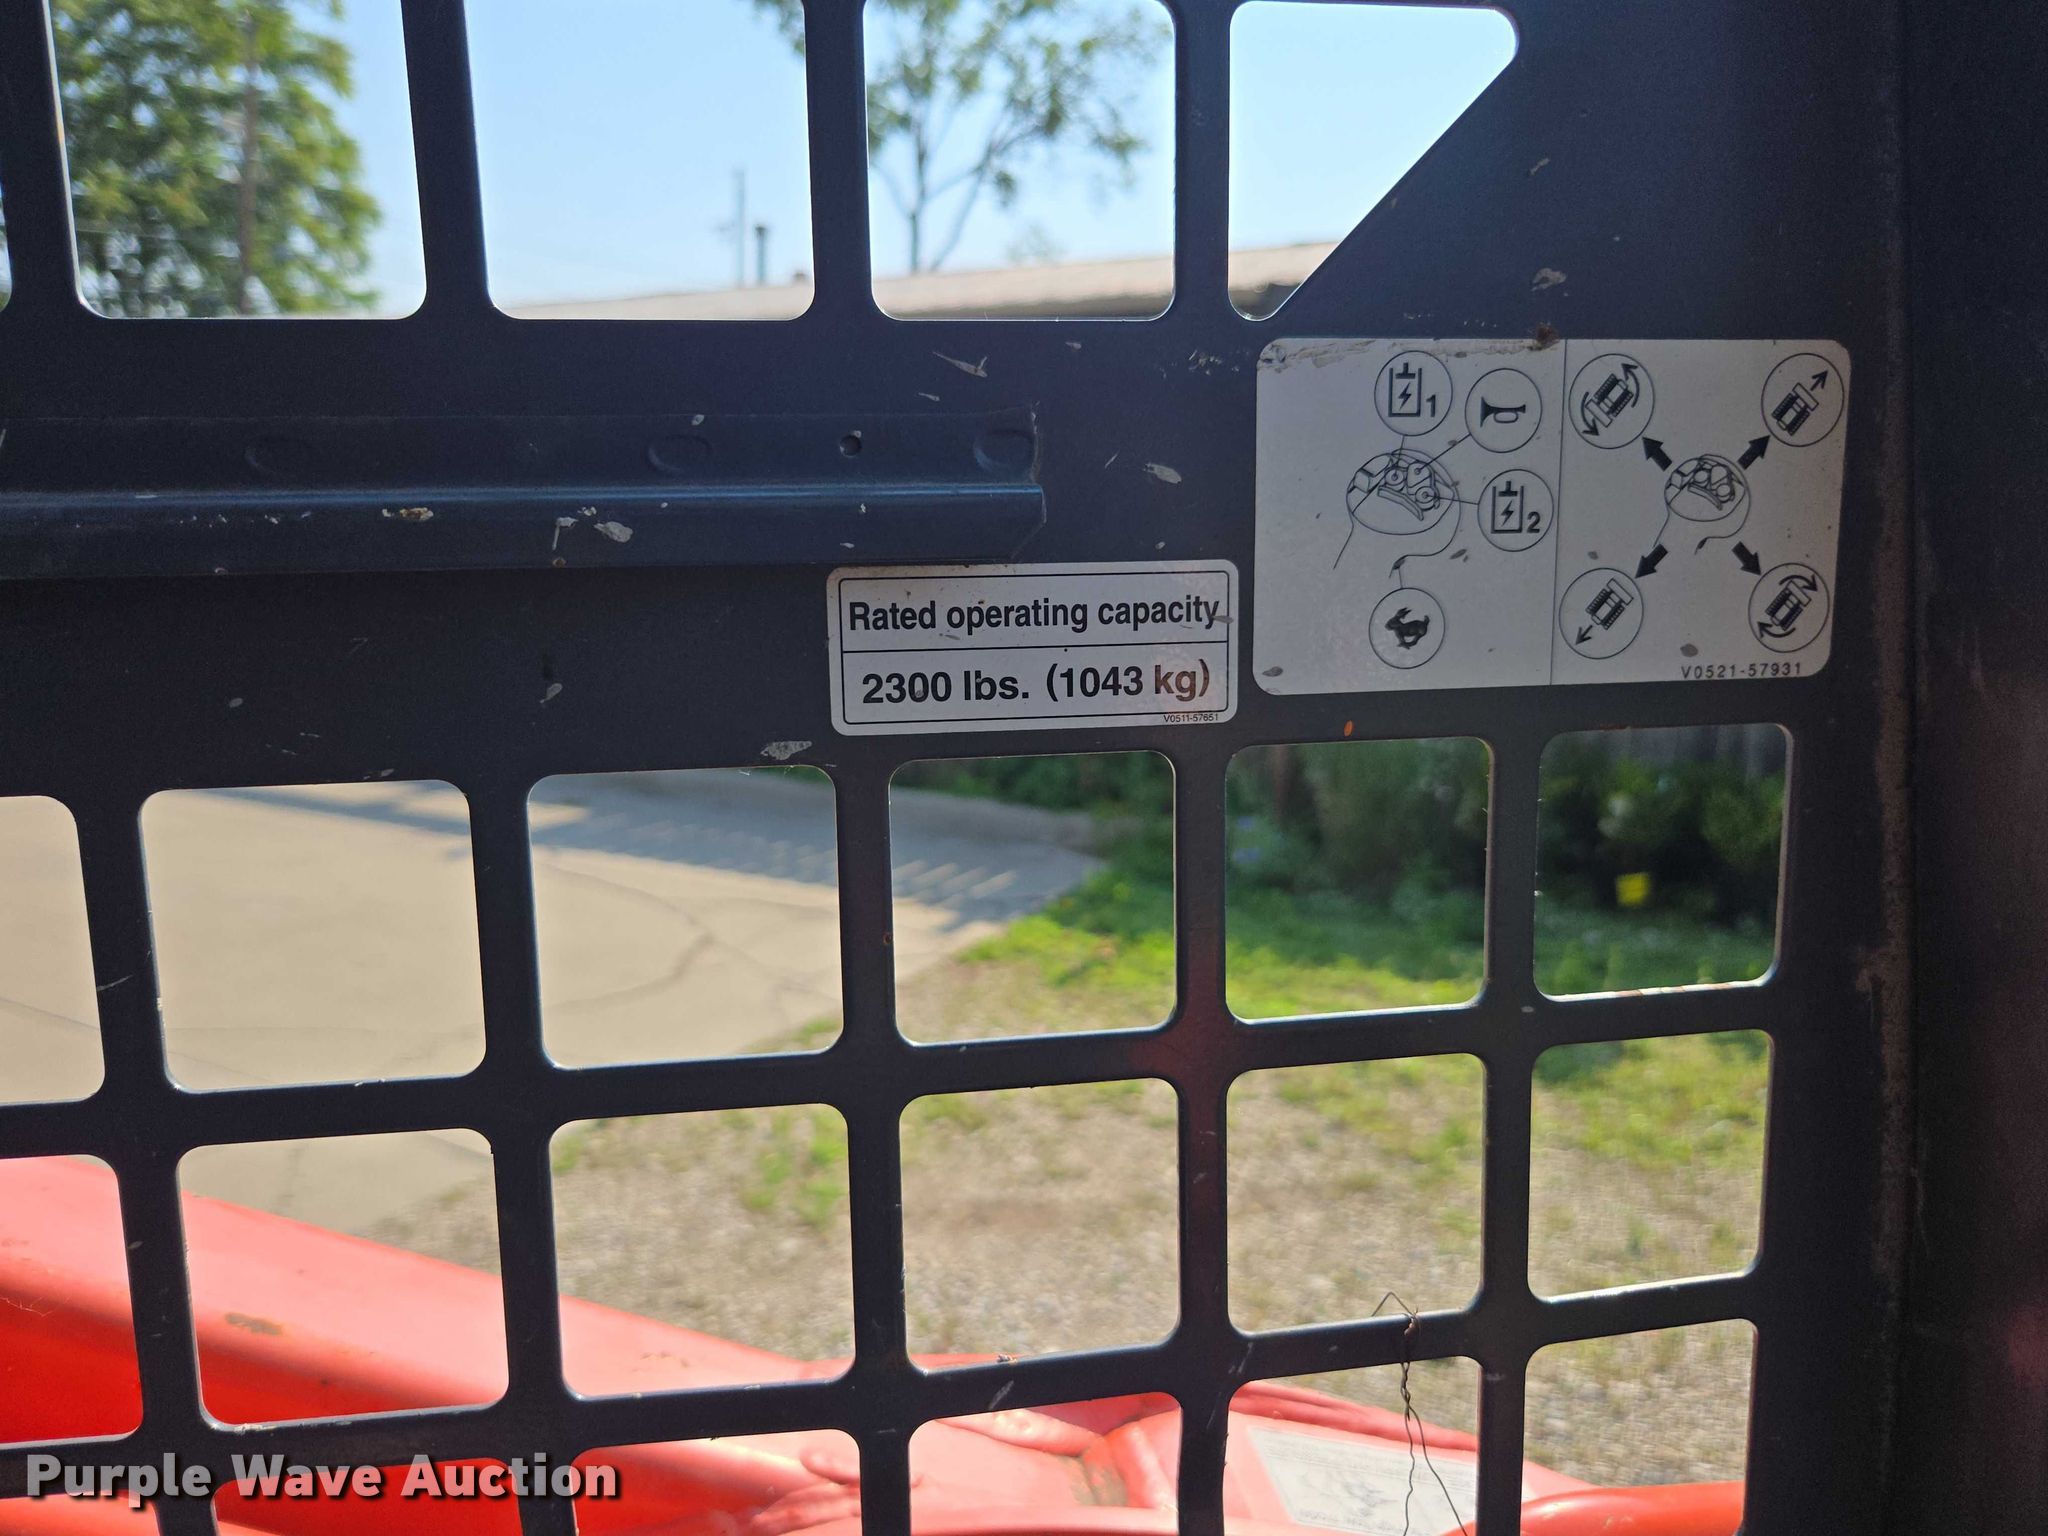 1
2
V0521-57931
Rated operating capacity
2300 lbs. (1043 kg)
V0511-57651
Purple Wave Auction